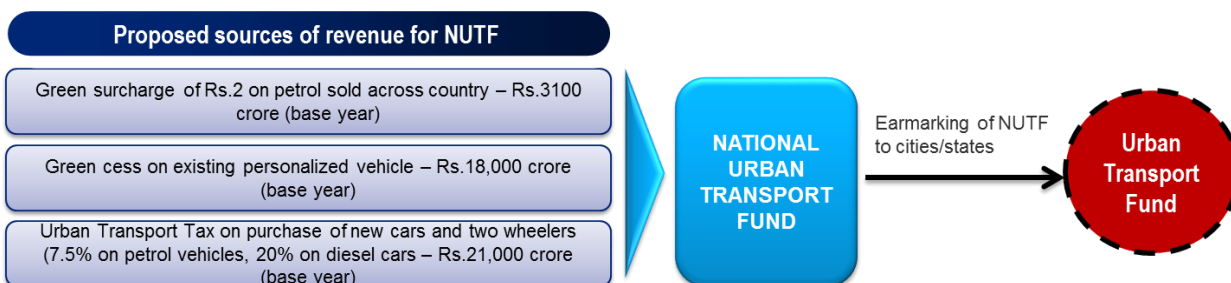 Proposed sources of revenue for NUTF
Green surcharge of Rs.2 on petrol sold across country – Rs.3100
crore (base year)
Green cess on existing personalized vehicle – Rs.18,000 crore
(base year)
Urban Transport Tax on purchase of new cars and two wheelers
(7.5% on petrol vehicles, 20% on diesel cars – Rs.21,000 crore
(base year)
NATIONAL
URBAN
TRANSPORT
FUND
Earmarking of NUTF
to cities/states
Urban
Transport
Fund